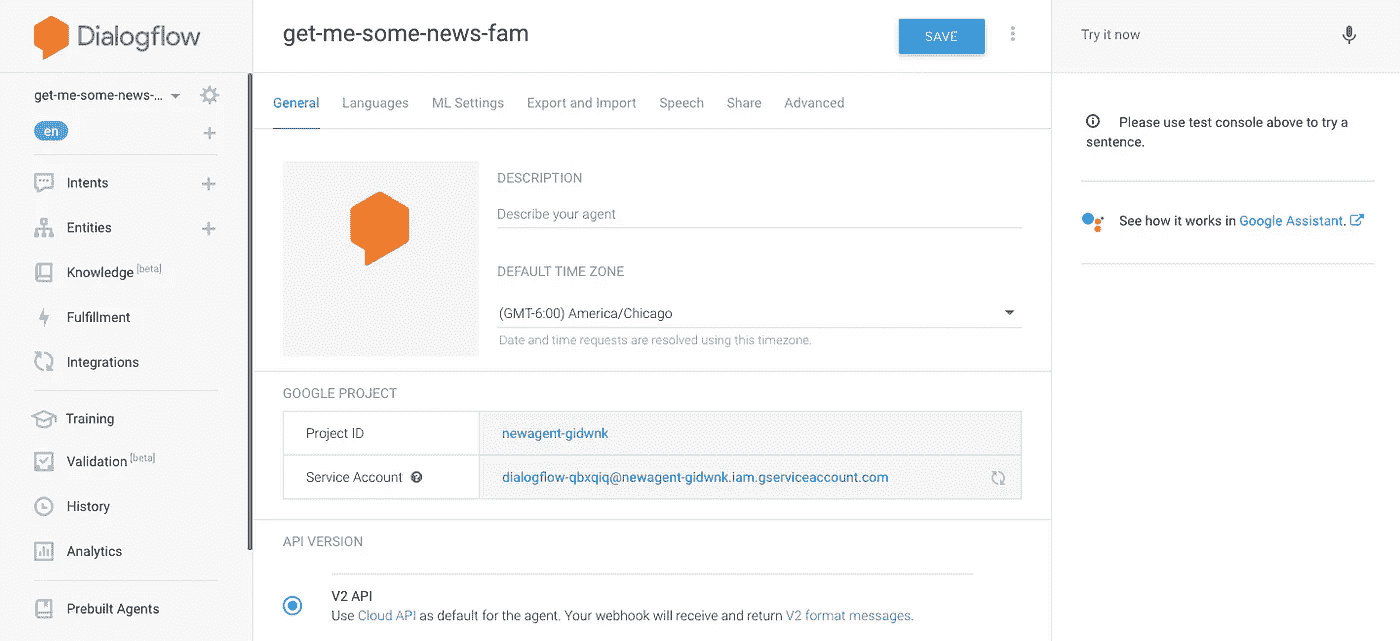 Dialogflow
get-me-some-news-...
en
Intents
Entities
Knowledge [beta]
Fulfillment
Integrations
Training
Validation [beta]
History
Analytics
Prebuilt Agents
get-me-some-news-fam
SAVE
General Languages ML Settings Export and Import Speech Share Advanced
DESCRIPTION
Describe your agent
DEFAULT TIME ZONE
(GMT-6:00) America/Chicago
Date and time requests are resolved using this timezone.
GOOGLE PROJECT
Project ID newagent-gidwnk
Service Account dialogflow-qbxqiq@newagent-gidwnk.iam.gserviceaccount.com
API VERSION
V2 API
Use Cloud API as default for the agent. Your webhook will receive and return V2 format messages.
Try it now
Please use test console above to try a
sentence.
See how it works in Google Assistant.